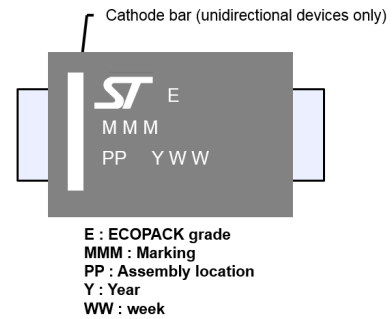 Cathode bar (unidirectional devices only)
ST E
M M M
PP Y W W
E : ECOPACK grade
MMM : Marking
PP : Assembly location
Y : Year
WW : week